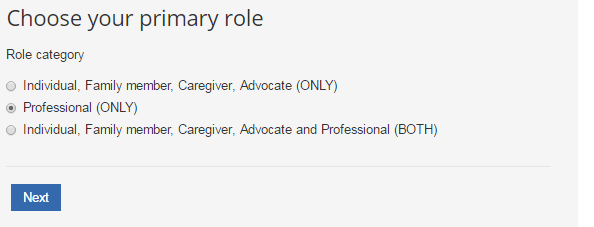 Choose your primary role
Role category
Individual, Family member, Caregiver, Advocate (ONLY)
Professional (ONLY)
Individual, Family member, Caregiver, Advocate and Professional (BOTH)
Next